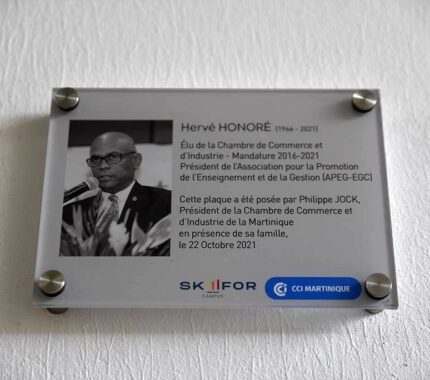 Hervé HONORÉ (1966 - 2021)
Élu de la Chambre de Commerce et
d'Industrie - Mandature 2016-2021
Président de l'Association pour la Promotion
de l'Enseignement et de la Gestion (APEG-EGC)
Cette plaque a été posée par Philippe JOCK,
Président de la Chambre de Commerce et
d'Industrie de la Martinique
en présence de sa famille,
le 22 Octobre 2021
SKILLFOR
CAMPUS
CCI MARTINIQUE